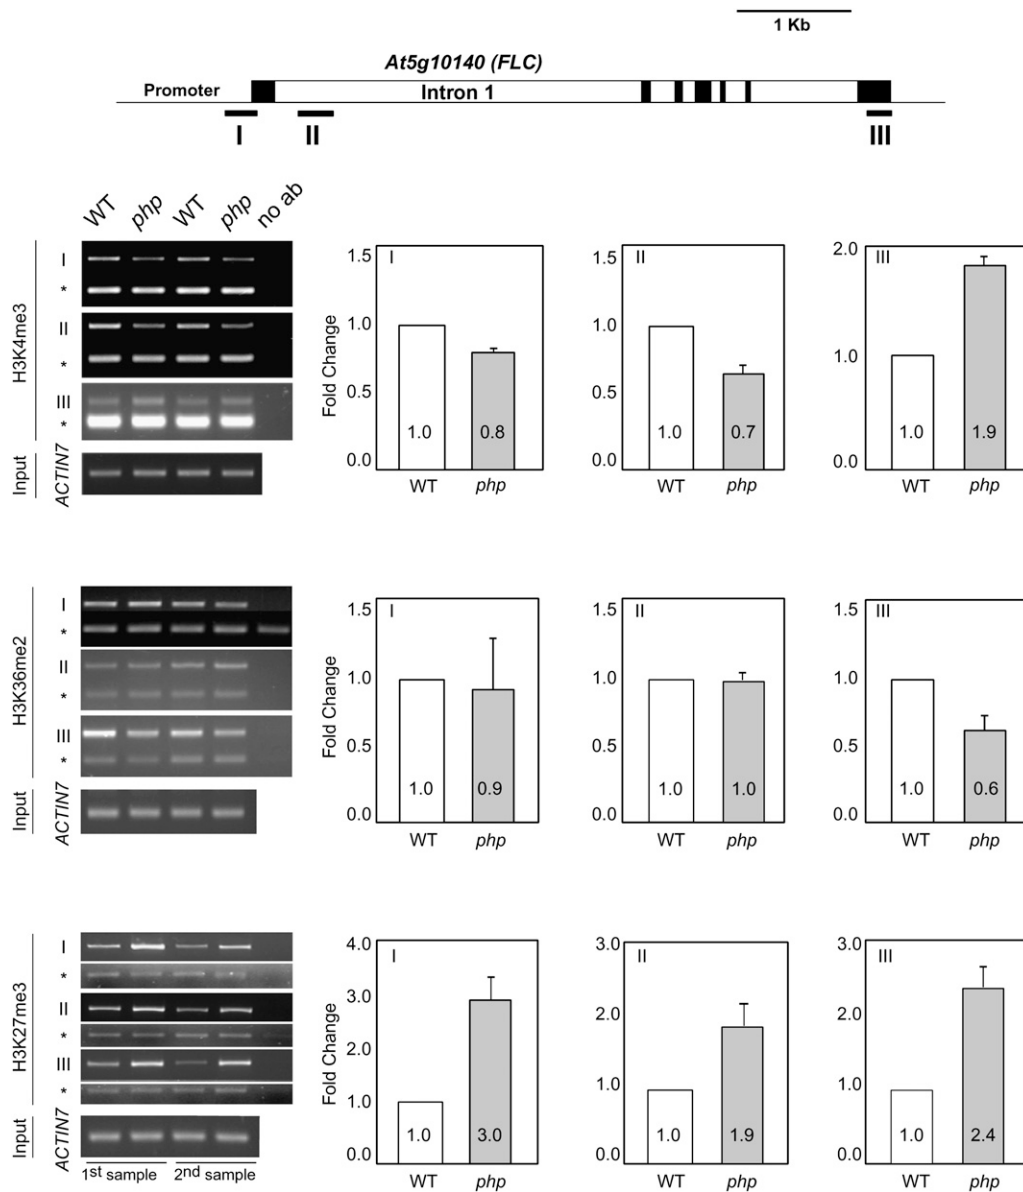 1 Kb
At5g10140 (FLC)
Promoter
Intron 1
I
II
III
WT php WT php no ab
H3K4me3
I
*
II
*
III
*
Input
ACTIN7
Fold Change
I
1.5
1.0
0.5
0.0
1.0
0.8
WT php
II
1.5
1.0
0.5
0.0
1.0
0.7
WT php
III
2.0
1.0
0.0
1.0
1.9
WT php
H3K36me2
I
*
II
*
III
*
Input
ACTIN7
Fold Change
I
1.5
1.0
0.5
0.0
1.0
0.9
WT php
II
1.5
1.0
0.5
0.0
1.0
1.0
WT php
III
1.5
1.0
0.5
0.0
1.0
0.6
WT php
H3K27me3
I
*
II
*
III
*
Input
ACTIN7
1st sample 2nd sample
Fold Change
I
4.0
3.0
2.0
1.0
0.0
1.0
3.0
WT php
II
3.0
2.0
1.0
0.0
1.0
1.9
WT php
III
3.0
2.0
1.0
0.0
1.0
2.4
WT php